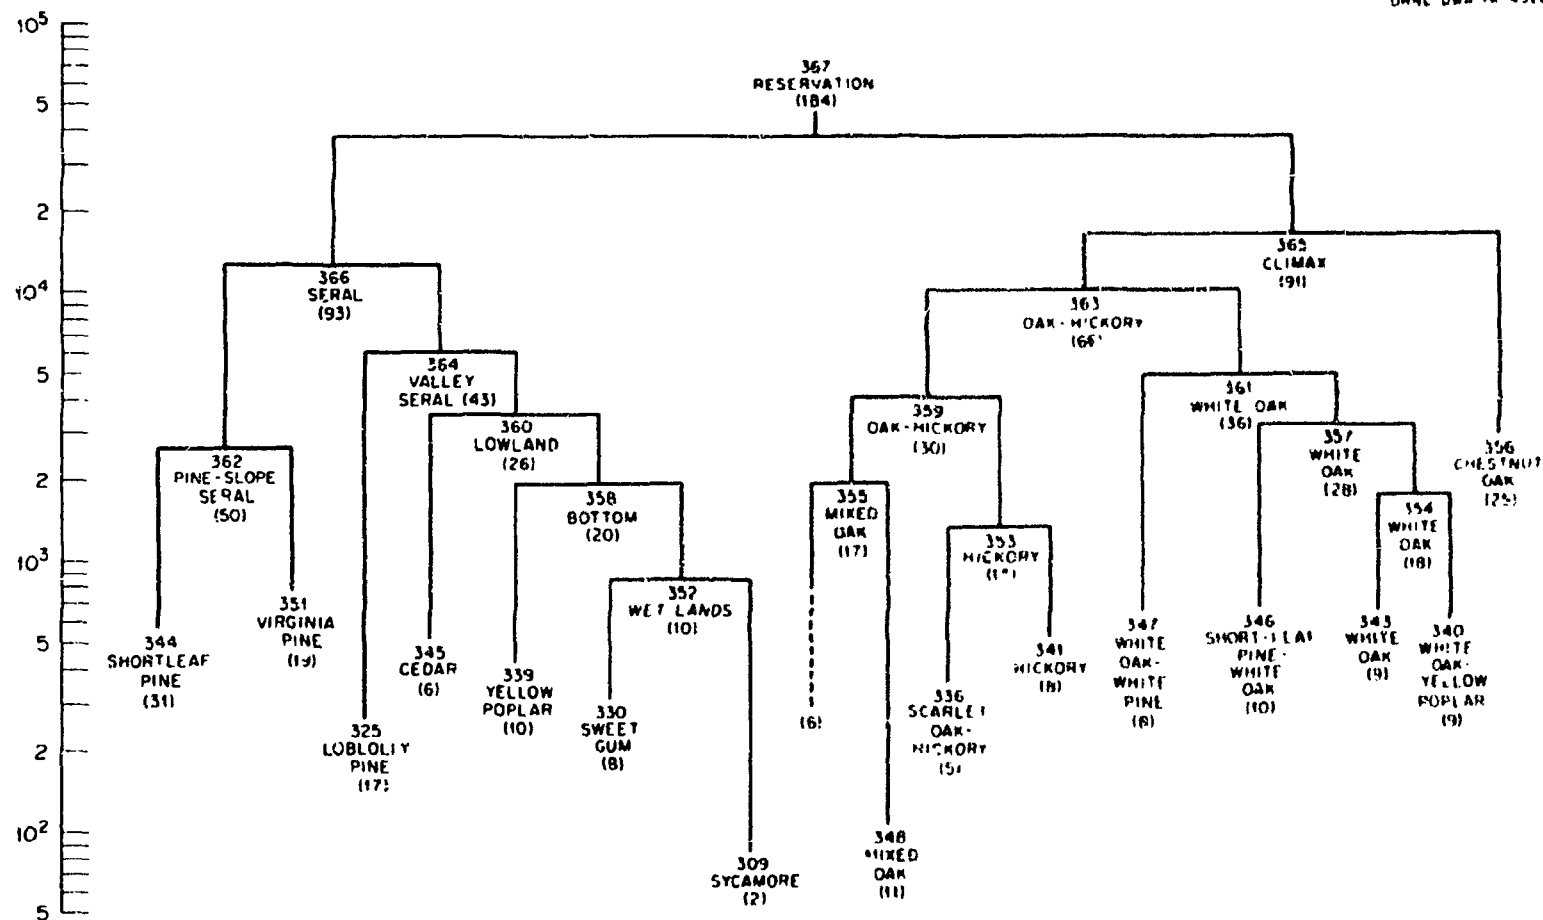 10⁵
5
2
10⁴
5
2
10³
5
2
10²
5
367
RESERVATION
(184)
366
SERAL
(93)
365
CLIMAX
(91)
364
VALLEY
SERAL (43)
363
OAK-HICKORY
362
PINE-SLOPE
SERAL
(50)
361
WHITE OAK
(36)
360
LOWLAND
(26)
359
OAK-HICKORY
(30)
358
BOTTOM
(20)
357
WHITE
OAK
(28)
356
CHESTNUT
OAK
(25)
355
MIXED
OAK
(17)
354
WHITE
OAK
(18)
353
HICKORY
352
WET LANDS
(10)
344
SHORTLEAF
PINE
(31)
351
VIRGINIA
PINE
(19)
325
LOBLOLLY
PINE
(17)
345
CEDAR
(6)
339
YELLOW
POPLAR
(10)
330
SWEET
GUM
(8)
309
SYCAMORE
(2)
(6)
348
MIXED
OAK
(11)
336
SCARLET
OAK-
HICKORY
(5)
341
HICKORY
(8)
347
WHITE
OAK-
WHITE
PINE
(8)
346
SHORT-LEAF
PINE-
WHITE
OAK
(10)
343
WHITE
OAK
(9)
340
WHITE
OAK-
YELLOW
POPLAR
(9)